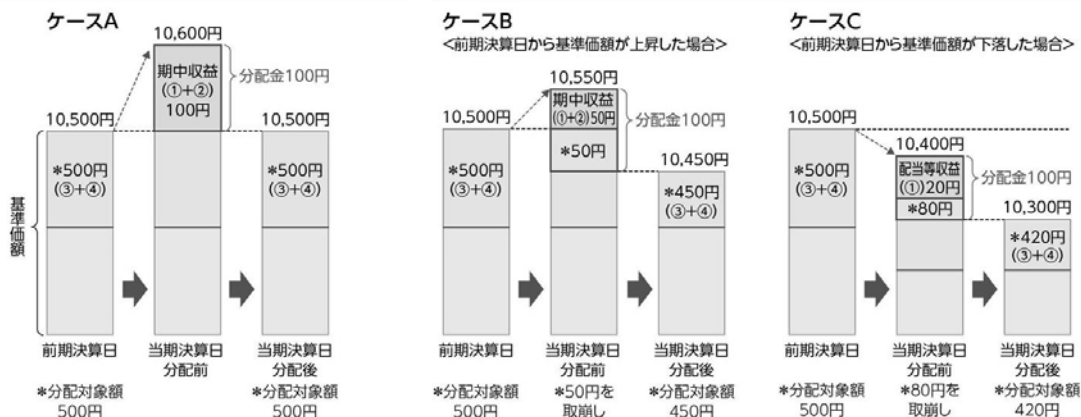 ケースA
10,600円
期中収益
(①+②)
100円
分配金100円
10,500円
10,500円
*500円
(③+④)
*500円
(③+④)
基準価額
前期決算日
当期決算日
分配前
当期決算日
分配後
*分配対象額
500円
*分配対象額
500円
ケースB
<前期決算日から基準価額が上昇した場合>
10,550円
期中収益
(①+②)50円
分配金100円
10,500円
*50円
10,450円
*500円
(③+④)
*450円
(③+④)
前期決算日
当期決算日
分配前
当期決算日
分配後
*分配対象額
500円
*50円を
取崩し
*分配対象額
450円
ケースC
<前期決算日から基準価額が下落した場合>
10,500円
10,400円
配当等収益
(①)20円
分配金100円
*500円
(③+④)
*80円
10,300円
*420円
(③+④)
前期決算日
当期決算日
分配前
当期決算日
分配後
*分配対象額
500円
*80円を
取崩し
*分配対象額
420円